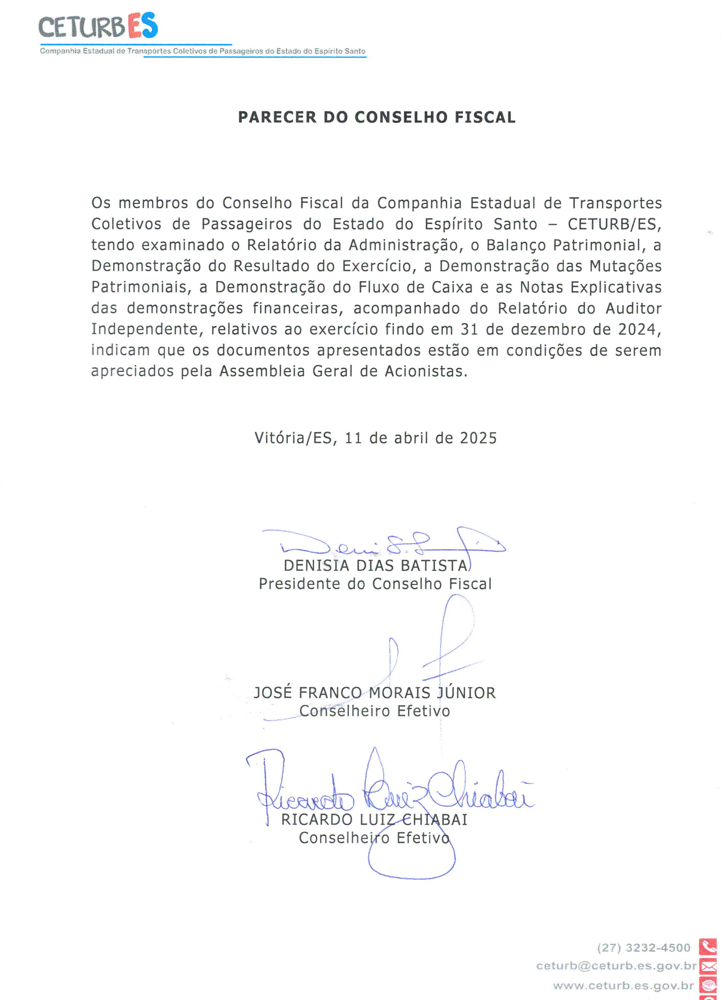 CETURBES
Companhia Estadual de Transportes Coletivos de Passageiros do Estado do Espírito Santo
PARECER DO CONSELHO FISCAL
Os membros do Conselho Fiscal da Companhia Estadual de Transportes
Coletivos de Passageiros do Estado do Espírito Santo – CETURB/ES,
tendo examinado o Relatório da Administração, o Balanço Patrimonial, a
Demonstração do Resultado do Exercício, a Demonstração das Mutações
Patrimoniais, a Demonstração do Fluxo de Caixa e as Notas Explicativas
das demonstrações financeiras, acompanhado do Relatório do Auditor
Independente, relativos ao exercício findo em 31 de dezembro de 2024,
indicam que os documentos apresentados estão em condições de serem
apreciados pela Assembleia Geral de Acionistas.
Vitória/ES, 11 de abril de 2025
DENISIA DIAS BATISTA
Presidente do Conselho Fiscal
JOSÉ FRANCO MORAIS JÚNIOR
Conselheiro Efetivo
Ricardo Luiz Chiabai
RICARDO LUIZ CHIABAI
Conselheiro Efetivo
(27) 3232-4500
ceturb@ceturb.es.gov.br
www.ceturb.es.gov.br